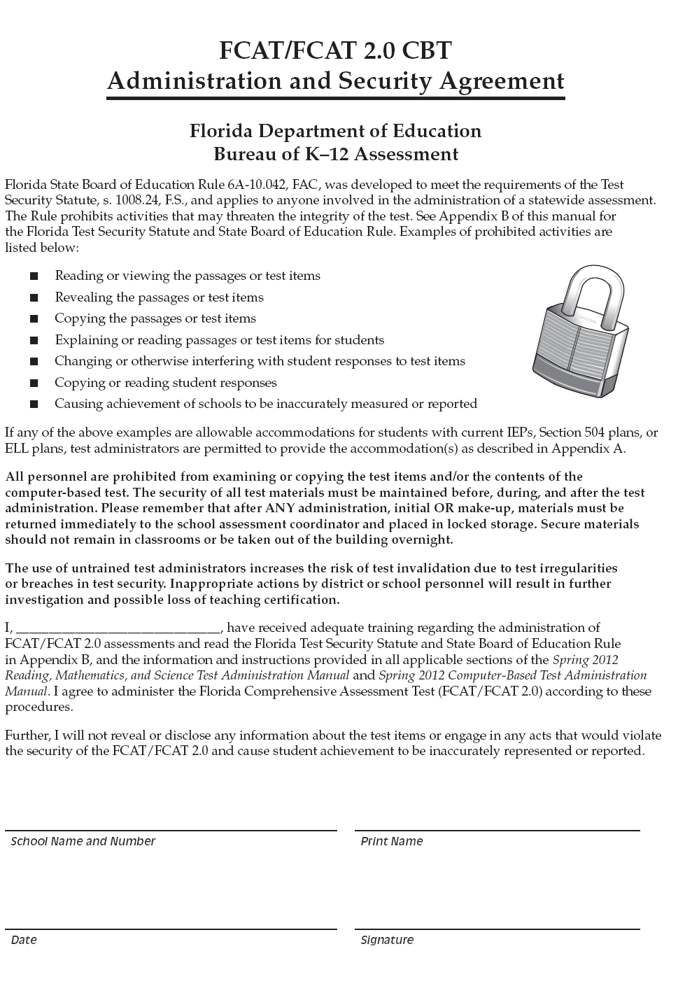 FCAT/FCAT 2.0 CBT
Administration and Security Agreement
Florida Department of Education
Bureau of K–12 Assessment
Florida State Board of Education Rule 6A-10.042, FAC, was developed to meet the requirements of the Test
Security Statute, s. 1008.24, F.S., and applies to anyone involved in the administration of a statewide assessment.
The Rule prohibits activities that may threaten the integrity of the test. See Appendix B of this manual for
the Florida Test Security Statute and State Board of Education Rule. Examples of prohibited activities are
listed below:
■ Reading or viewing the passages or test items
■ Revealing the passages or test items
■ Copying the passages or test items
■ Explaining or reading passages or test items for students
■ Changing or otherwise interfering with student responses to test items
■ Copying or reading student responses
■ Causing achievement of schools to be inaccurately measured or reported
MASTER
If any of the above examples are allowable accommodations for students with current IEPs, Section 504 plans, or
ELL plans, test administrators are permitted to provide the accommodation(s) as described in Appendix A.
All personnel are prohibited from examining or copying the test items and/or the contents of the
computer-based test. The security of all test materials must be maintained before, during, and after the test
administration. Please remember that after ANY administration, initial OR make-up, materials must be
returned immediately to the school assessment coordinator and placed in locked storage. Secure materials
should not remain in classrooms or be taken out of the building overnight.
The use of untrained test administrators increases the risk of test invalidation due to test irregularities
or breaches in test security. Inappropriate actions by district or school personnel will result in further
investigation and possible loss of teaching certification.
I, _______________________________, have received adequate training regarding the administration of
FCAT/FCAT 2.0 assessments and read the Florida Test Security Statute and State Board of Education Rule
in Appendix B, and the information and instructions provided in all applicable sections of the Spring 2012
Reading, Mathematics, and Science Test Administration Manual and Spring 2012 Computer-Based Test Administration
Manual. I agree to administer the Florida Comprehensive Assessment Test (FCAT/FCAT 2.0) according to these
procedures.
Further, I will not reveal or disclose any information about the test items or engage in any acts that would violate
the security of the FCAT/FCAT 2.0 and cause student achievement to be inaccurately represented or reported.
School Name and Number
Print Name
Date
Signature